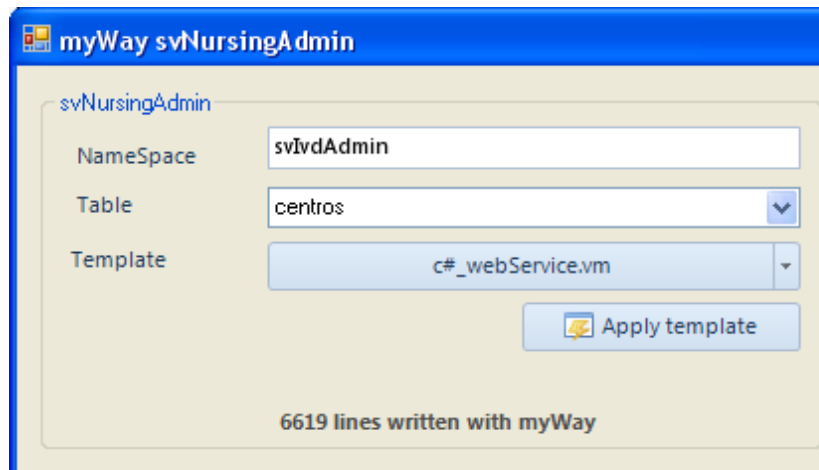 myWay svNursingAdmin
svNursingAdmin
NameSpace svIvdAdmin
Table centros
Template c#_webService.vm
Apply template
6619 lines written with myWay